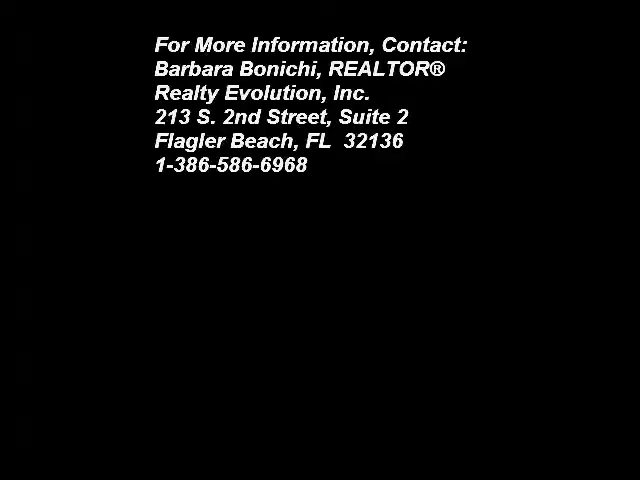 For More Information, Contact:
Barbara Bonichi, REALTOR®
Realty Evolution, Inc.
213 S. 2nd Street, Suite 2
Flagler Beach, FL  32136
1-386-586-6968